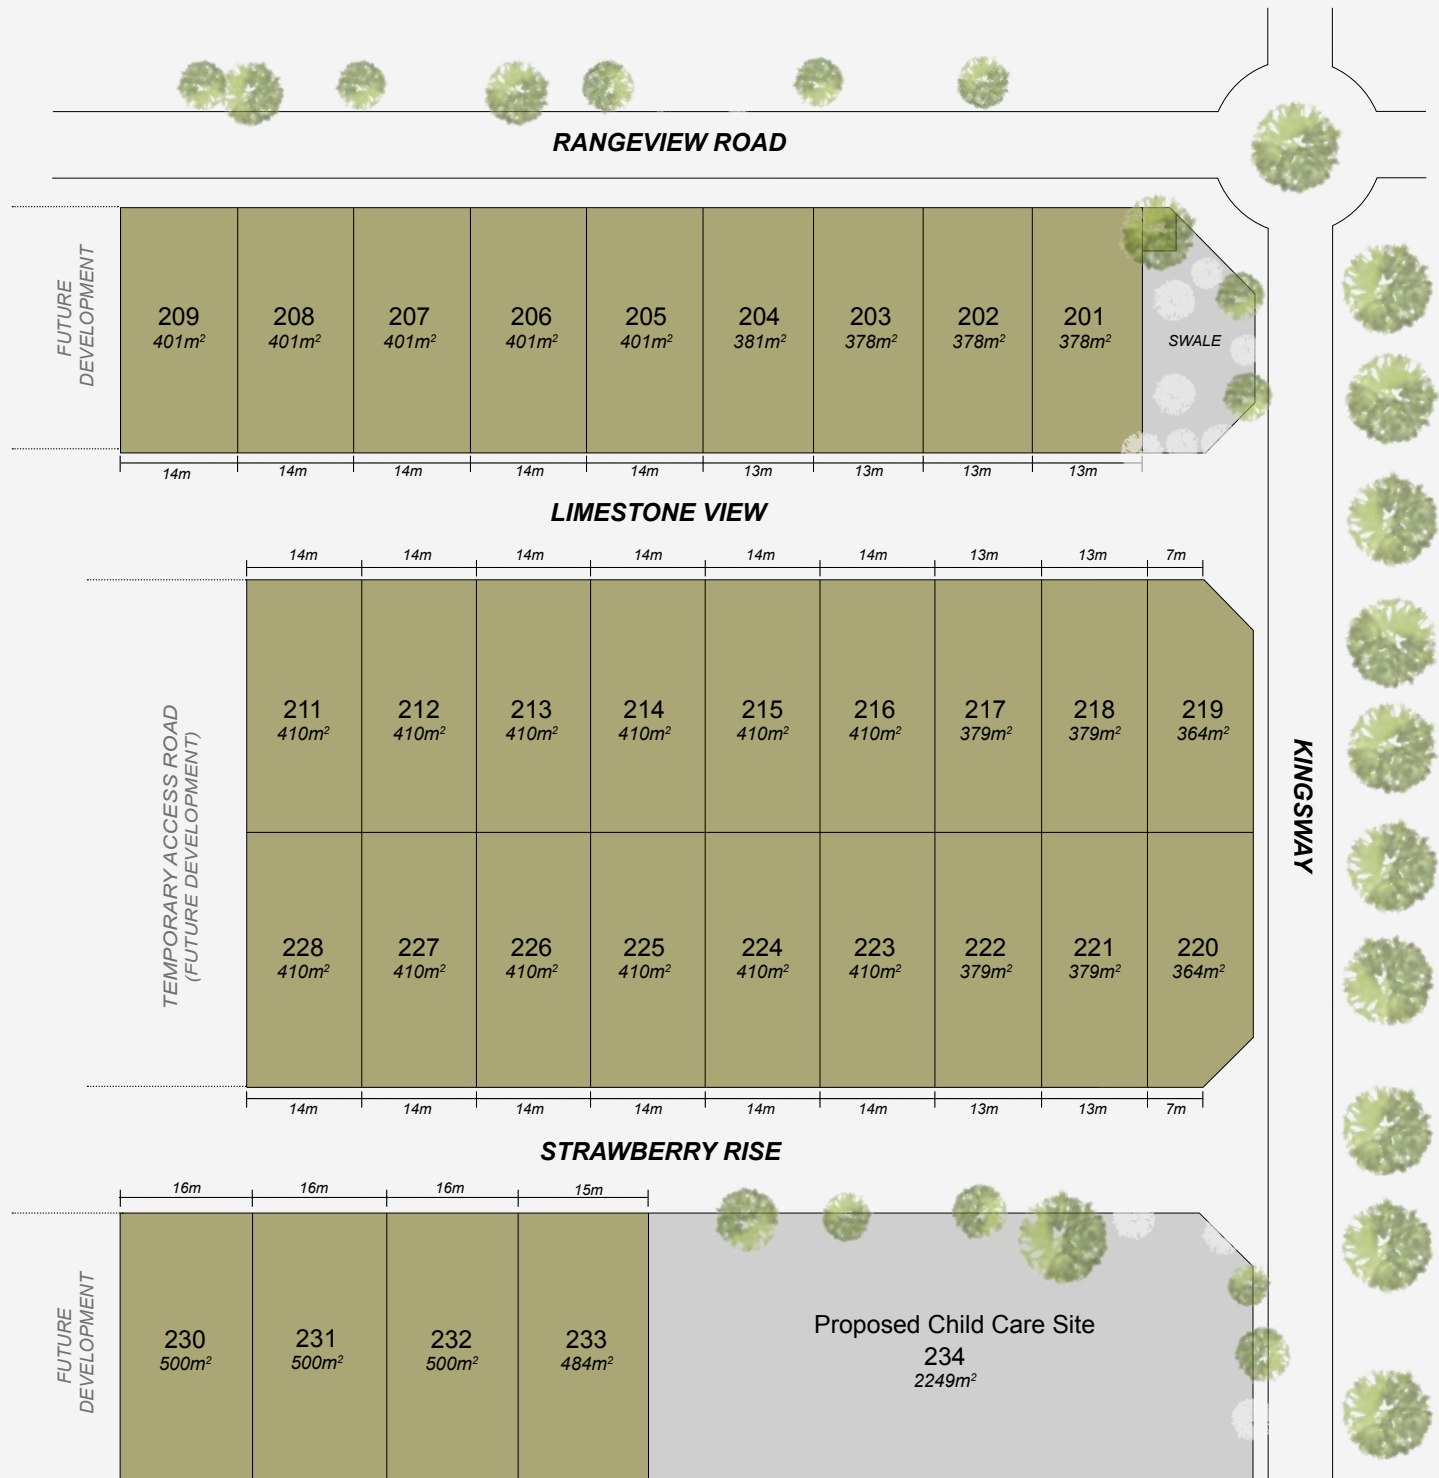 RANGEVIEW ROAD
FUTURE
DEVELOPMENT
209
401m²
208
401m²
207
401m²
206
401m²
205
401m²
204
381m²
203
378m²
202
378m²
201
378m²
SWALE
14m
14m
14m
14m
14m
13m
13m
13m
13m
LIMESTONE VIEW
14m
14m
14m
14m
14m
14m
13m
13m
7m
TEMPORARY ACCESS ROAD
(FUTURE DEVELOPMENT)
211
410m²
212
410m²
213
410m²
214
410m²
215
410m²
216
410m²
217
379m²
218
379m²
219
364m²
KINGSWAY
228
410m²
227
410m²
226
410m²
225
410m²
224
410m²
223
410m²
222
379m²
221
379m²
220
364m²
14m
14m
14m
14m
14m
14m
13m
13m
7m
STRAWBERRY RISE
16m
16m
16m
15m
FUTURE
DEVELOPMENT
230
500m²
231
500m²
232
500m²
233
484m²
Proposed Child Care Site
234
2249m²